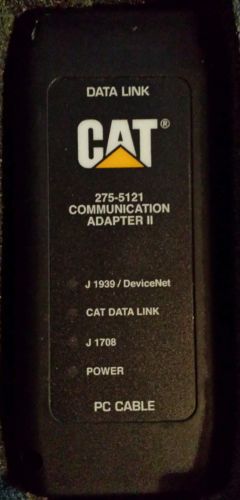 DATA LINK
CAT®
275-5121
COMMUNICATION
ADAPTER II
J 1939 / DeviceNet
CAT DATA LINK
J 1708
POWER
PC CABLE